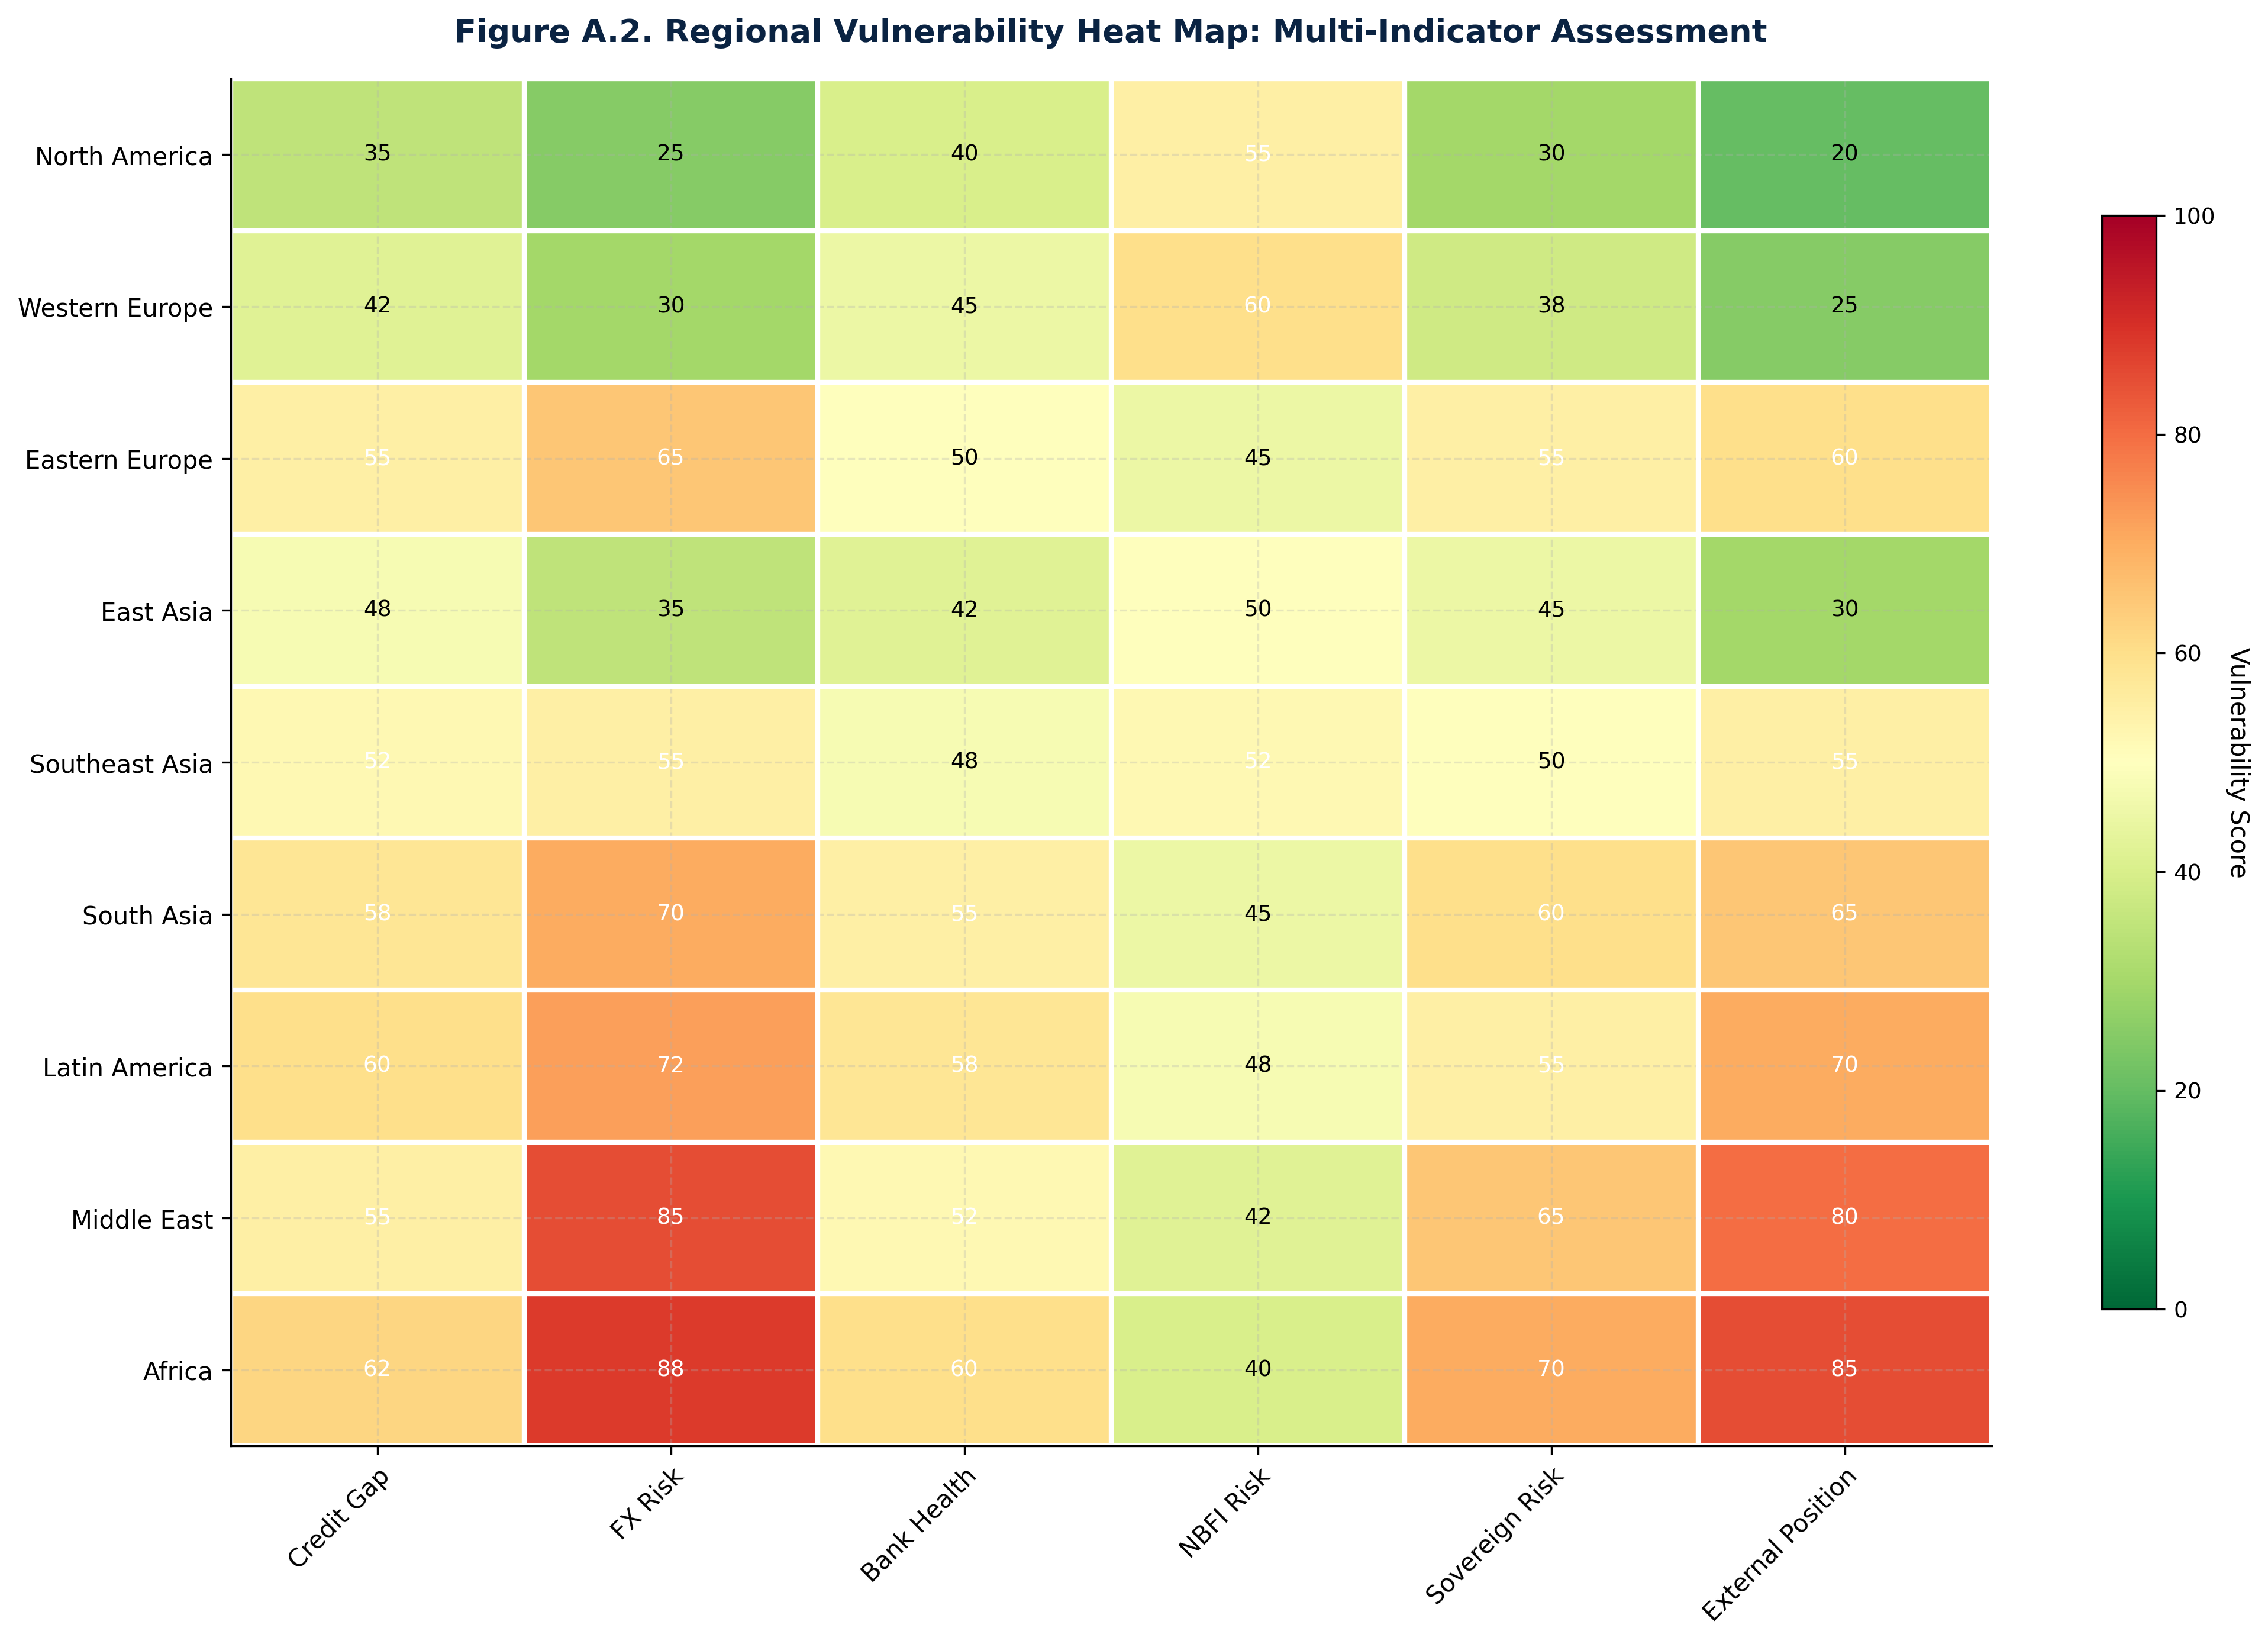 Figure A.2. Regional Vulnerability Heat Map: Multi-Indicator Assessment
North America 35 25 40 55 30 20
Western Europe 42 30 45 60 38 25
Eastern Europe 55 65 50 45 55 60
East Asia 48 35 42 50 45 30
Southeast Asia 52 55 48 52 50 55
South Asia 58 70 55 45 60 65
Latin America 60 72 58 48 55 70
Middle East 55 85 52 42 65 80
Africa 62 88 60 40 70 85
Credit Gap
FX Risk
Bank Health
NBFI Risk
Sovereign Risk
External Position
100
80
60
40
20
0
Vulnerability Score